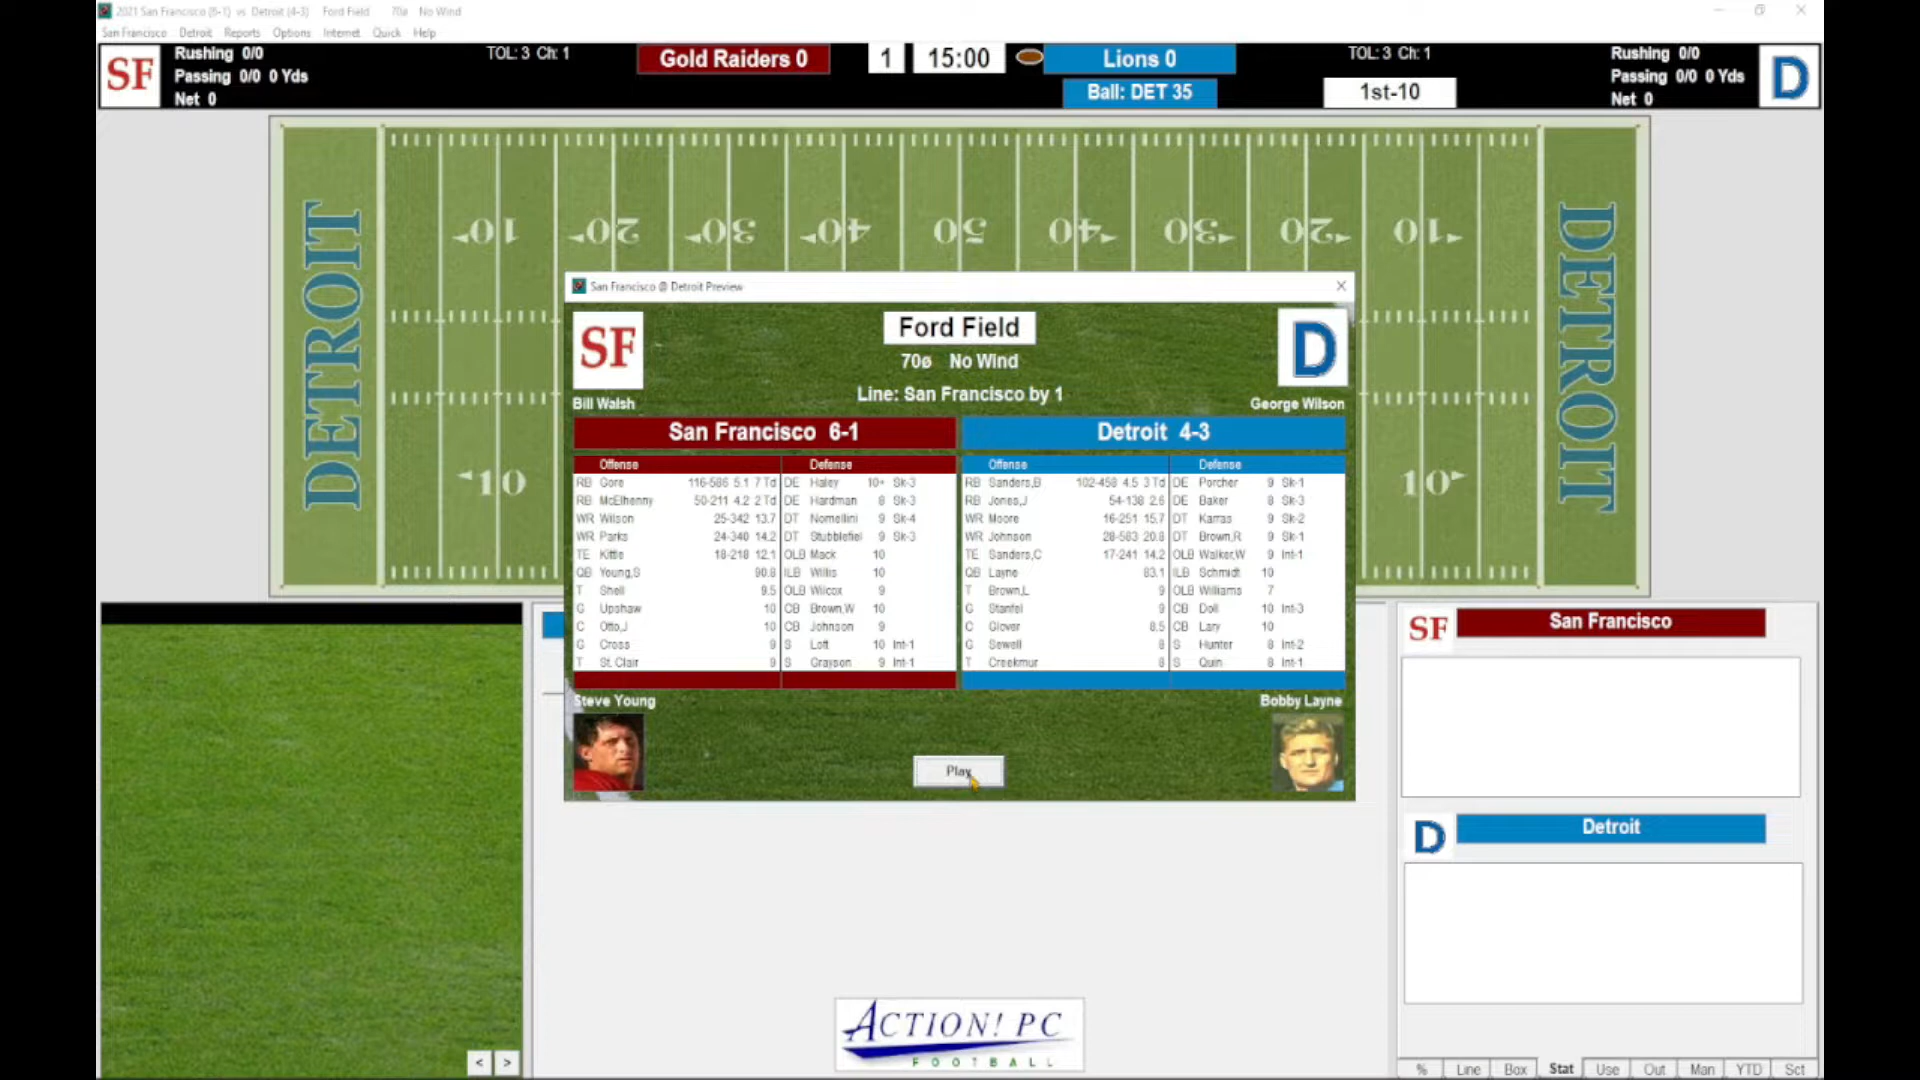 2021 San Francisco (6-1) vs Detroit (4-3) Ford Field 70ø No Wind
San Francisco Detroit Reports Options Internet Quick Help
SF
Rushing 0/0
Passing 0/0 0 Yds
Net 0
TOL: 3 Ch: 1
Gold Raiders 0
1
15:00
Lions 0
Ball: DET 35
TOL: 3 Ch: 1
1st-10
Rushing 0/0
Passing 0/0 0 Yds
Net 0
D
DETROIT
10 20 30 40 50 40 30 20 10
DETROIT
10
10
San Francisco @ Detroit Preview
SF
Ford Field
D
70ø No Wind
Line: San Francisco by 1
Bill Walsh
George Wilson
San Francisco 6-1
Detroit 4-3
Offense Defense Offense Defense
RB Gore 116-586 5.1 7 Td DE Haley 10+ Sk-3 RB Sanders,B 102-458 4.5 3 Td DE Porcher 9 Sk-1
RB McElhenny 50-211 4.2 2 Td DE Hardman 8 Sk-3 RB Jones,J 54-138 2.6 DE Baker 8 Sk-3
WR Wilson 25-342 13.7 DT Nomellini 9 Sk-4 WR Moore 16-251 15.7 DT Karras 9 Sk-2
WR Parks 24-340 14.2 DT Stubblefiel 9 Sk-3 WR Johnson 28-583 20.8 DT Brown,R 9 Sk-1
TE Kittle 18-218 12.1 OLB Mack 10 TE Sanders,C 17-241 14.2 OLB Walker,W 9 Int-1
QB Young,S 90.8 ILB Willis 10 QB Layne 83.1 ILB Schmidt 10
T Shell 9.5 OLB Wilcox 9 T Brown,L 9 OLB Williams 7
G Upshaw 10 CB Brown,W 10 G Stanfel 9 CB Doll 10 Int-3
C Otto,J 10 CB Johnson 9 C Glover 8.5 CB Lary 10
G Cross 9 S Lott 10 Int-1 G Sewell 8 S Hunter 8 Int-2
T St. Clair 9 S Grayson 9 Int-1 T Creekmur 8 S Quin 8 Int-1
Steve Young
Bobby Layne
Play
SF
San Francisco
D
Detroit
ACTION! PC
FOOTBALL
< >
% Line Box Stat Use Out Man YTD Sct